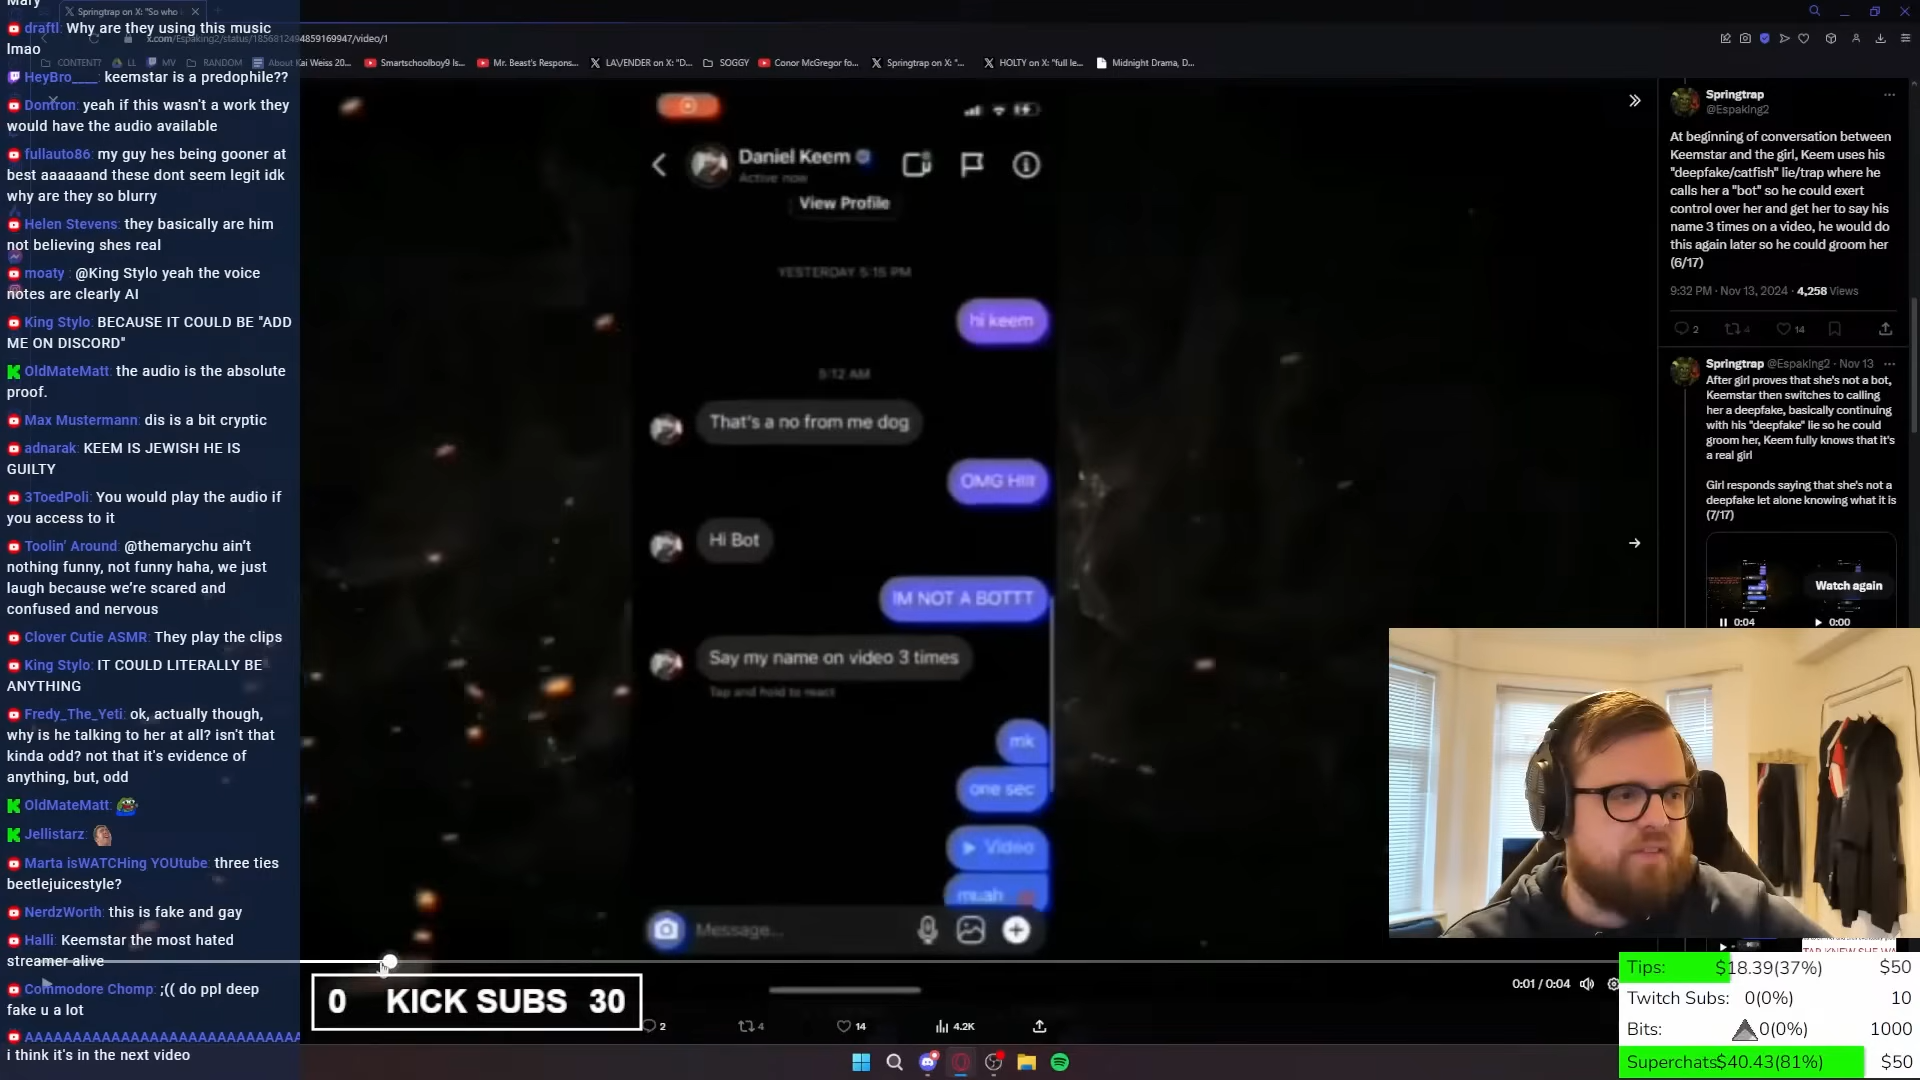 Mary
draftl: Why are they using this music
lmao
HeyBro____: keemstar is a predophile??
Domron: yeah if this wasn't a work they
would have the audio available
fullauto86: my guy hes being gooner at
best aaaaaand these dont seem legit idk
why are they so blurry
Helen Stevens: they basically are him
not believing shes real
moaty : @King Stylo yeah the voice
notes are clearly AI
King Stylo: BECAUSE IT COULD BE "ADD
ME ON DISCORD"
OldMateMatt: the audio is the absolute
proof.
Max Mustermann: dis is a bit cryptic
adnarak: KEEM IS JEWISH HE IS
GUILTY
3ToedPoli: You would play the audio if
you access to it
Toolin' Around: @themarychu ain't
nothing funny, not funny haha, we just
laugh because we're scared and
confused and nervous
Clover Cutie ASMR: They play the clips
King Stylo: IT COULD LITERALLY BE
ANYTHING
Fredy_The_Yeti: ok, actually though,
why is he talking to her at all? isn't that
kinda odd? not that it's evidence of
anything, but, odd
OldMateMatt:
Jellistarz:
Marta isWATCHing YOUtube: three ties
beetlejuicestyle?
NerdzWorth: this is fake and gay
Halli: Keemstar the most hated
streamer alive
Commodore Chomp: ;(( do ppl deep
fake u a lot
i think it's in the next video
Springtrap on X: "So who
x.com/Espaking2/status/1856812494859169947/video/1
CONTENT?
LL
MV
RANDOM
About Kai Weiss 20...
Smartschoolboy9 Is...
Mr. Beast's Respons...
LAVENDER on X: "D...
SOGGY
Conor McGregor fo...
Springtrap on X: "...
HOLTY on X: "full le...
Midnight Drama, D...
Daniel Keem
Active now
View Profile
YESTERDAY 5:15 PM
hi keem
5:12 AM
That's a no from me dog
OMG HIII
Hi Bot
IM NOT A BOTTT
Say my name on video 3 times
Tap and hold to react
mk
one sec
Video
muah
Message...
0:01 / 0:04
0 KICK SUBS 30
2
4
14
4.2K
Springtrap
@Espaking2
At beginning of conversation between
Keemstar and the girl, Keem uses his
"deepfake/catfish" lie/trap where he
calls her a "bot" so he could exert
control over her and get her to say his
name 3 times on a video, he would do
this again later so he could groom her
(6/17)
9:32 PM · Nov 13, 2024 · 4,258 Views
2
4
14
Springtrap @Espaking2 · Nov 13
After girl proves that she's not a bot,
Keemstar then switches to calling
her a deepfake, basically continuing
with his "deepfake" lie so he could
groom her, Keem fully knows that it's
a real girl
Girl responds saying that she's not a
deepfake let alone knowing what it is
(7/17)
Watch again
0:04
0:00
Tips: $18.39(37%) $50
Twitch Subs: 0(0%) 10
Bits: 0(0%) 1000
Superchats $40.43(81%) $50